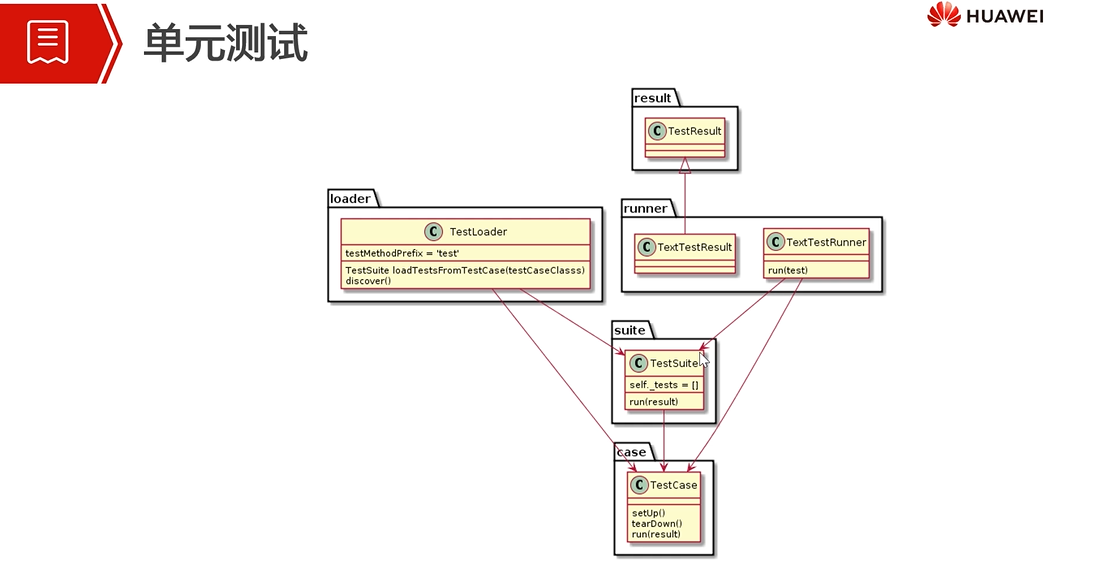 单元测试
HUAWEI
result
C TestResult
loader
C TestLoader
testMethodPrefix = 'test'
TestSuite loadTestsFromTestCase(testCaseClasss)
discover()
runner
C TextTestResult
C TextTestRunner
run(test)
suite
C TestSuite
self._tests = []
run(result)
case
C TestCase
setUp()
tearDown()
run(result)